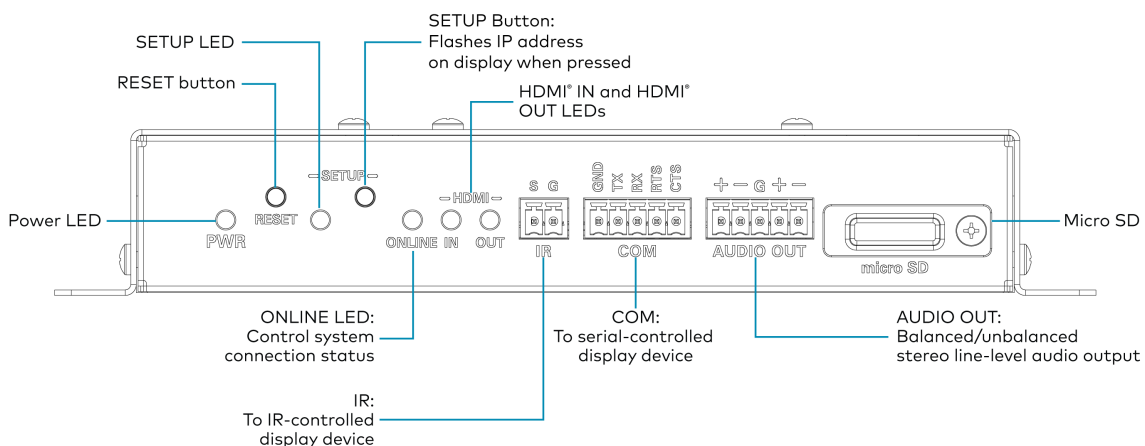 SETUP Button:
Flashes IP address
on display when pressed
SETUP LED
RESET button
HDMI® IN and HDMI®
OUT LEDs
SETUP
HDMI
S G
GND
TX
RX
RTS
CTS
+ − G + −
Power LED
PWR
RESET
ONLINE IN OUT
IR
COM
AUDIO OUT
micro SD
Micro SD
ONLINE LED:
Control system
connection status
COM:
To serial-controlled
display device
AUDIO OUT:
Balanced/unbalanced
stereo line-level audio output
IR:
To IR-controlled
display device